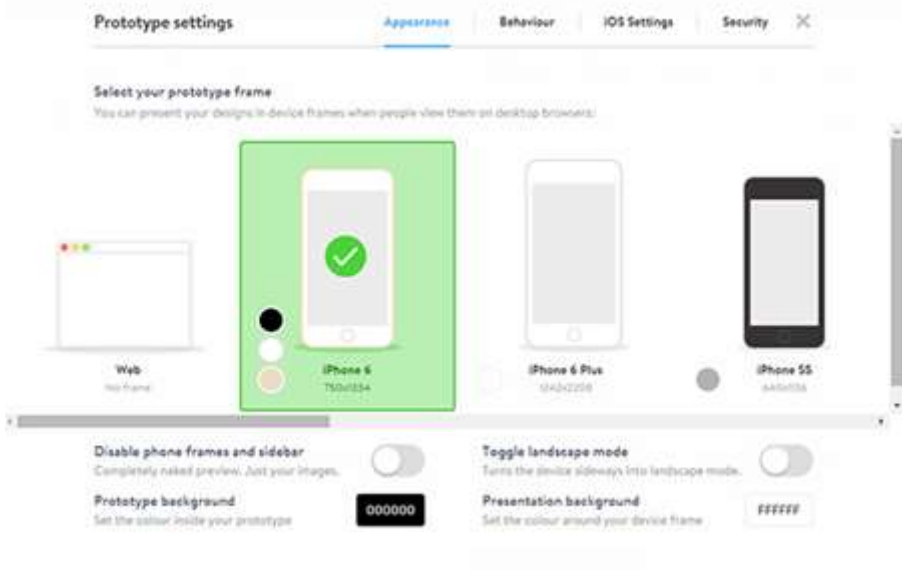 Prototype settings
Appearance
Behaviour
iOS Settings
Security
Select your prototype frame
You can present your designs in device frames when people view them on desktop browsers:
Web
No frame
iPhone 6
750x1334
iPhone 6 Plus
iPhone 5S
Disable phone frames and sidebar
Completely naked preview. Just your images.
Toggle landscape mode
Turns the device sideways into landscape mode.
Prototype background
Set the colour inside your prototype
000000
Presentation background
Set the colour around your device frame
FFFFFF